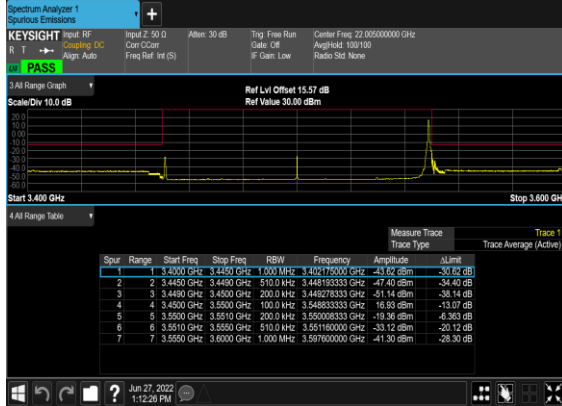 Spectrum Analyzer 1
Spurious Emissions
+
KEYSIGHT Input: RF Input Z: 50 Ω Atten: 30 dB Trig: Free Run Center Freq: 22.005000000 GHz
R T Coupling: DC Corr CCorr Gate: Off Avg|Hold: 100/100
Align: Auto Freq Ref: Int (S) IF Gain: Low Radio Std: None
PASS
3 All Range Graph
Scale/Div 10.0 dB
Ref Lvl Offset 15.57 dB
Ref Value 30.00 dBm
20.0
10.0
0.00
-10.0
-20.0
-30.0
-40.0
-50.0
-60.0
Start 3.400 GHz Stop 3.600 GH
4 All Range Table
Measure Trace Trace 1
Trace Type Trace Average (Active)
Spur Range Start Freq Stop Freq RBW Frequency Amplitude ΔLimit
1 1 3.4000 GHz 3.4450 GHz 1.000 MHz 3.402175000 GHz -43.62 dBm -30.62 dB
2 2 3.4450 GHz 3.4490 GHz 510.0 kHz 3.448193333 GHz -47.40 dBm -34.40 dB
3 3 3.4490 GHz 3.4500 GHz 200.0 kHz 3.449278333 GHz -51.14 dBm -38.14 dB
4 4 3.4500 GHz 3.5500 GHz 100.0 kHz 3.548833333 GHz 16.93 dBm -13.07 dB
5 5 3.5500 GHz 3.5510 GHz 200.0 kHz 3.550008333 GHz -19.36 dBm -6.363 dB
6 6 3.5510 GHz 3.5550 GHz 510.0 kHz 3.551160000 GHz -33.12 dBm -20.12 dB
7 7 3.5550 GHz 3.6000 GHz 1.000 MHz 3.597600000 GHz -41.30 dBm -28.30 dB
? Jun 27, 2022
1:12:26 PM